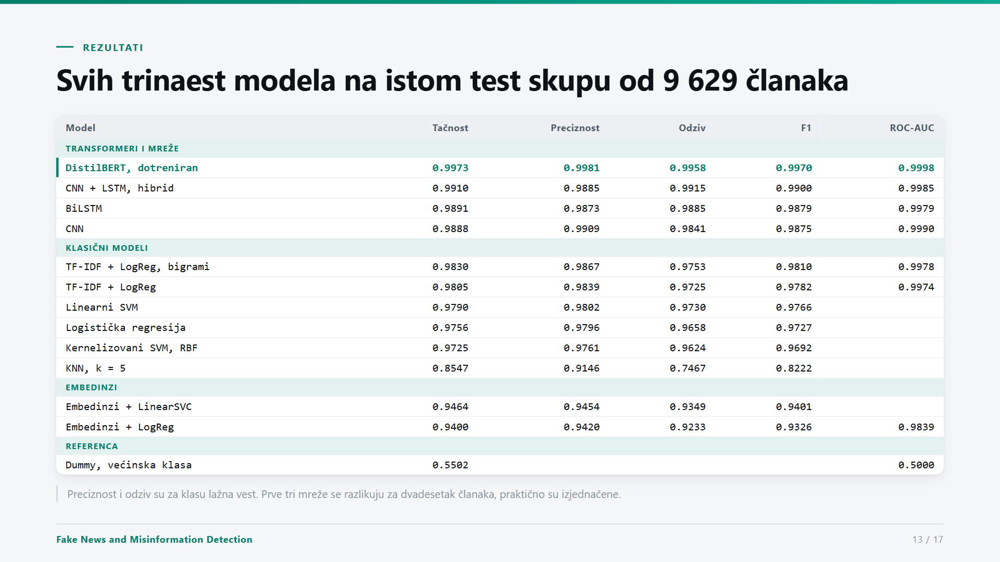 REZULTATI
Svih trinaest modela na istom test skupu od 9 629 članaka
Model Tačnost Preciznost Odziv F1 ROC-AUC
TRANSFORMERI I MREŽE
DistilBERT, dotreniran 0.9973 0.9981 0.9958 0.9970 0.9998
CNN + LSTM, hibrid 0.9910 0.9885 0.9915 0.9900 0.9985
BiLSTM 0.9891 0.9873 0.9885 0.9879 0.9979
CNN 0.9888 0.9909 0.9841 0.9875 0.9990
KLASIČNI MODELI
TF-IDF + LogReg, bigrami 0.9830 0.9867 0.9753 0.9810 0.9978
TF-IDF + LogReg 0.9805 0.9839 0.9725 0.9782 0.9974
Linearni SVM 0.9790 0.9802 0.9730 0.9766
Logistička regresija 0.9756 0.9796 0.9658 0.9727
Kernelizovani SVM, RBF 0.9725 0.9761 0.9624 0.9692
KNN, k = 5 0.8547 0.9146 0.7467 0.8222
EMBEDINZI
Embedinzi + LinearSVC 0.9464 0.9454 0.9349 0.9401
Embedinzi + LogReg 0.9400 0.9420 0.9233 0.9326 0.9839
REFERENCA
Dummy, većinska klasa 0.5502 0.5000
Preciznost i odziv su za klasu lažna vest. Prve tri mreže se razlikuju za dvadesetak članaka, praktično su izjednačene.
Fake News and Misinformation Detection
13 / 17